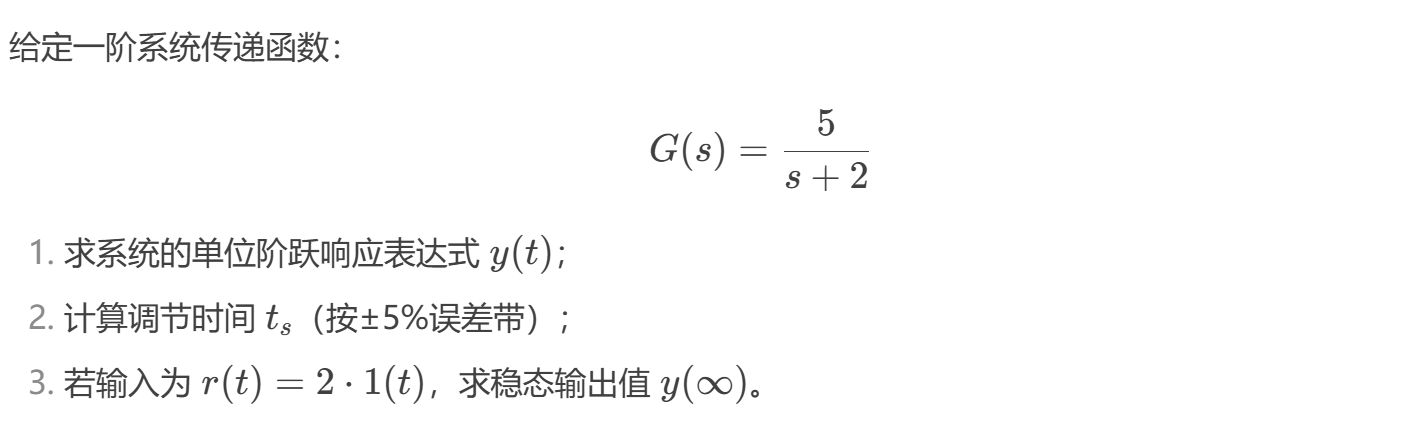 给定一阶系统传递函数：
G(s) = \frac{5}{s+2}
1. 求系统的单位阶跃响应表达式 y(t)；
2. 计算调节时间 t_s（按±5%误差带）；
3. 若输入为 r(t) = 2 · 1(t)，求稳态输出值 y(∞)。